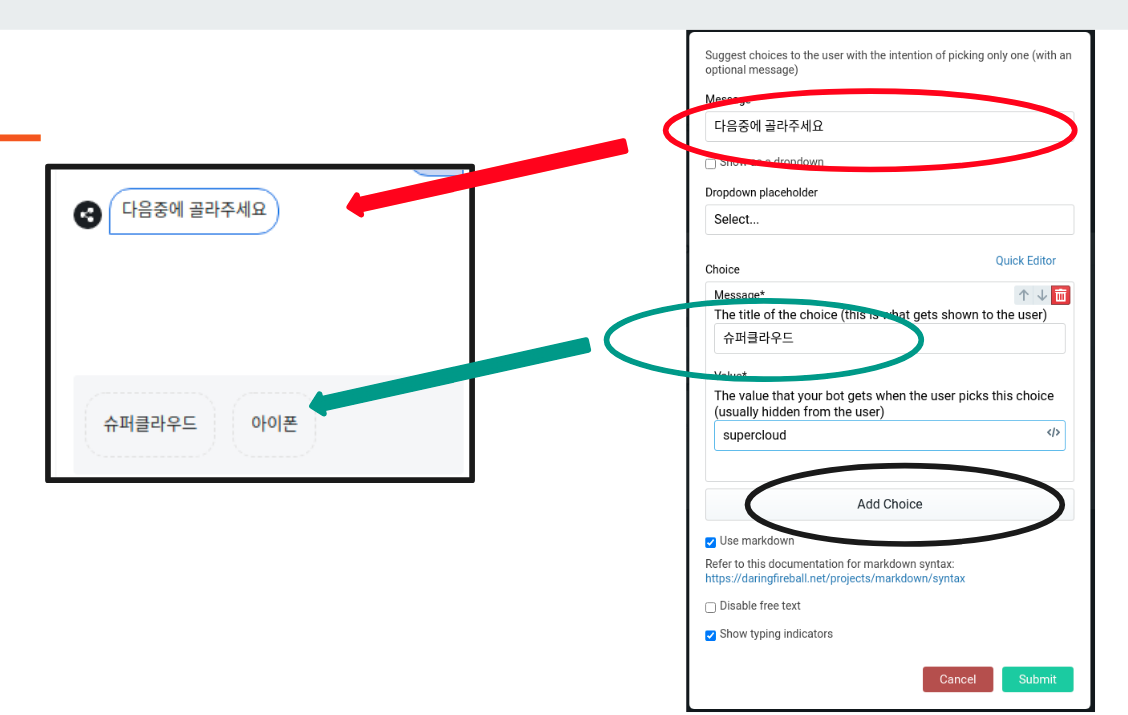 다음중에 골라주세요
슈퍼클라우드
아이폰
Suggest choices to the user with the intention of picking only one (with an
optional message)
Message
다음중에 골라주세요
Show as a dropdown
Dropdown placeholder
Select...
Quick Editor
Choice
Message*
The title of the choice (this is what gets shown to the user)
슈퍼클라우드
Value*
The value that your bot gets when the user picks this choice
(usually hidden from the user)
supercloud
</>
Add Choice
Use markdown
Refer to this documentation for markdown syntax:
https://daringfireball.net/projects/markdown/syntax
Disable free text
Show typing indicators
Cancel
Submit